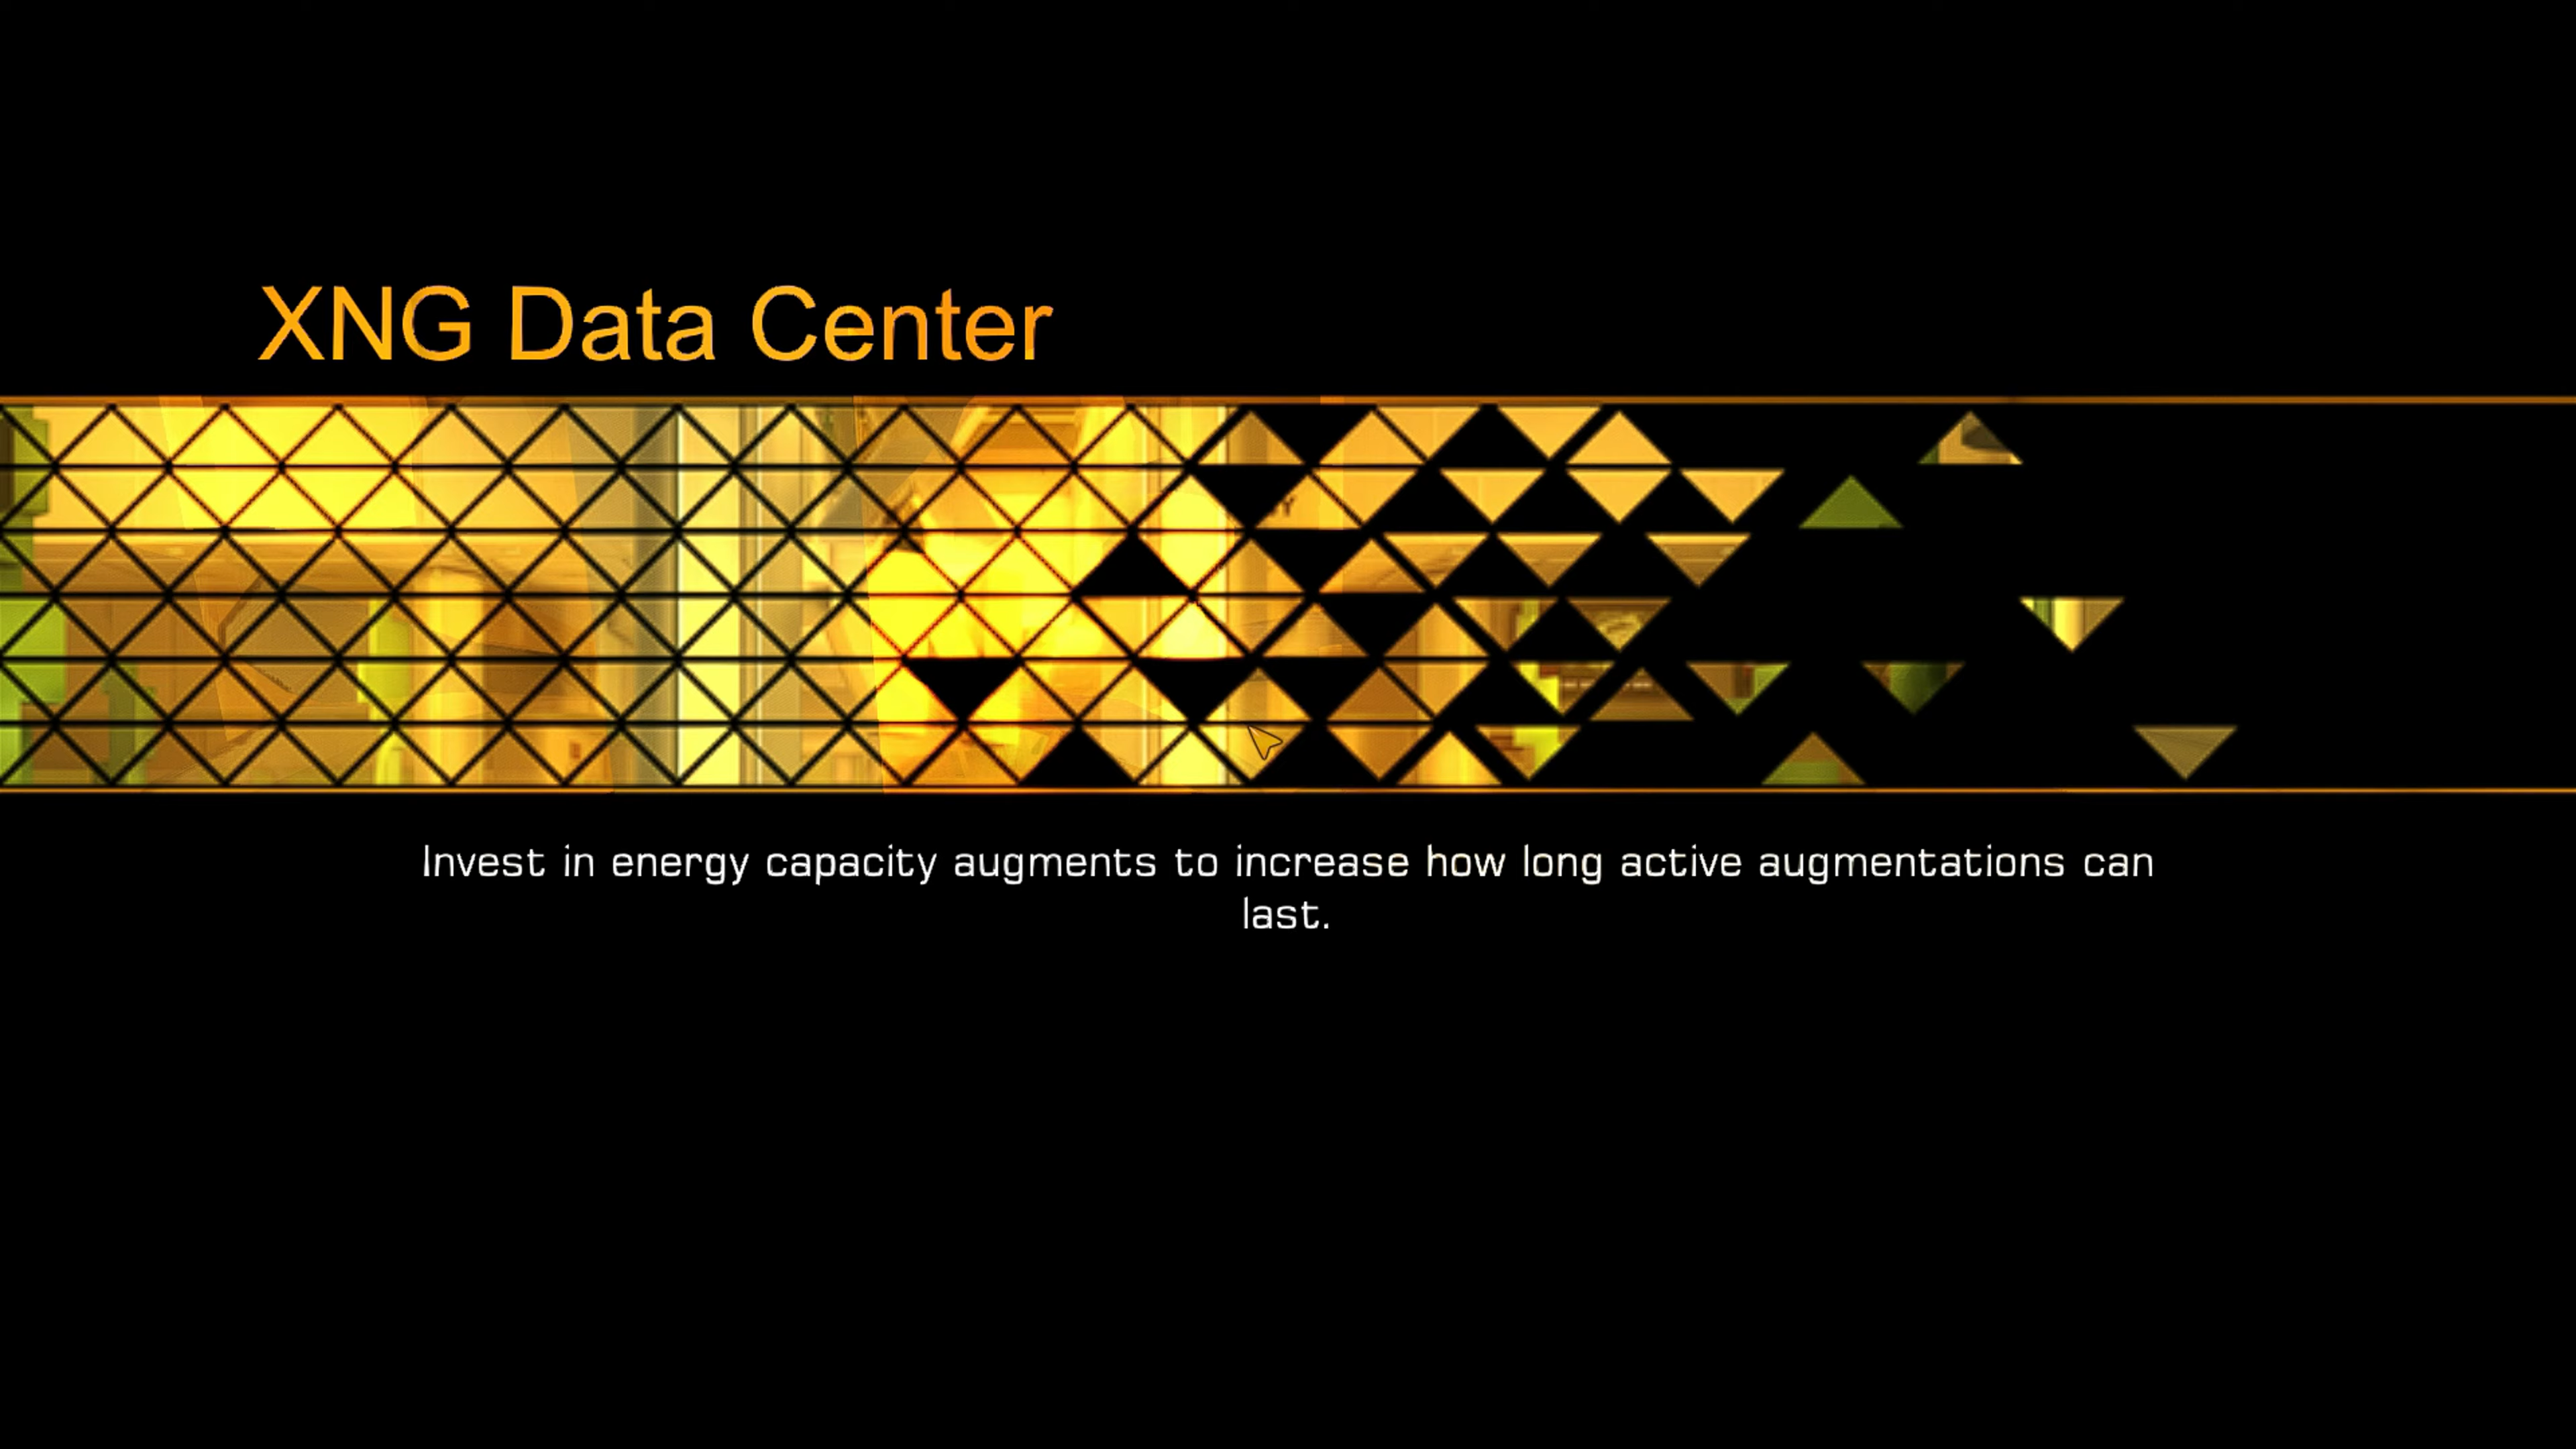 XNG Data Center
Invest in energy capacity augments to increase how long active augmentations can
last.